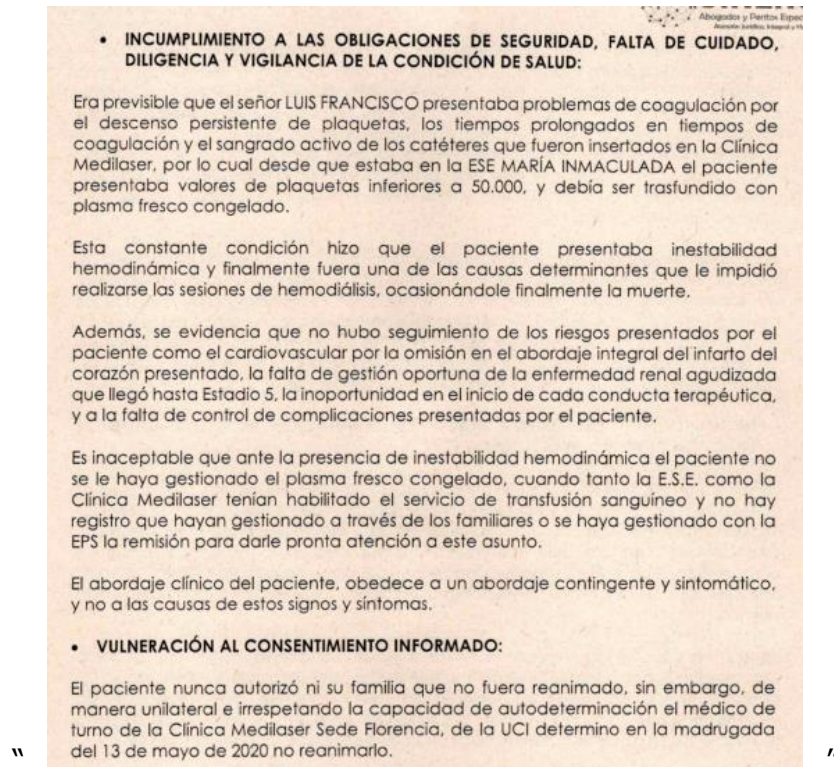 Abogados y Peritos Espec
• INCUMPLIMIENTO A LAS OBLIGACIONES DE SEGURIDAD, FALTA DE CUIDADO,
DILIGENCIA Y VIGILANCIA DE LA CONDICIÓN DE SALUD:
Era previsible que el señor LUIS FRANCISCO presentaba problemas de coagulación por
el descenso persistente de plaquetas, los tiempos prolongados en tiempos de
coagulación y el sangrado activo de los catéteres que fueron insertados en la Clínica
Medilaser, por lo cual desde que estaba en la ESE MARÍA INMACULADA el paciente
presentaba valores de plaquetas inferiores a 50.000, y debía ser trasfundido con
plasma fresco congelado.
Esta constante condición hizo que el paciente presentaba inestabilidad
hemodinámica y finalmente fuera una de las causas determinantes que le impidió
realizarse las sesiones de hemodiálisis, ocasionándole finalmente la muerte.
Además, se evidencia que no hubo seguimiento de los riesgos presentados por el
paciente como el cardiovascular por la omisión en el abordaje integral del infarto del
corazón presentado, la falta de gestión oportuna de la enfermedad renal agudizada
que llegó hasta Estadio 5, la inoportunidad en el inicio de cada conducta terapéutica,
y a la falta de control de complicaciones presentadas por el paciente.
Es inaceptable que ante la presencia de inestabilidad hemodinámica el paciente no
se le haya gestionado el plasma fresco congelado, cuando tanto la E.S.E. como la
Clínica Medilaser tenían habilitado el servicio de transfusión sanguíneo y no hay
registro que hayan gestionado a través de los familiares o se haya gestionado con la
EPS la remisión para darle pronta atención a este asunto.
El abordaje clínico del paciente, obedece a un abordaje contingente y sintomático,
y no a las causas de estos signos y síntomas.
• VULNERACIÓN AL CONSENTIMIENTO INFORMADO:
El paciente nunca autorizó ni su familia que no fuera reanimado, sin embargo, de
manera unilateral e irrespetando la capacidad de autodeterminación el médico de
turno de la Clínica Medilaser Sede Florencia, de la UCI determino en la madrugada
“ del 13 de mayo de 2020 no reanimarlo. ”